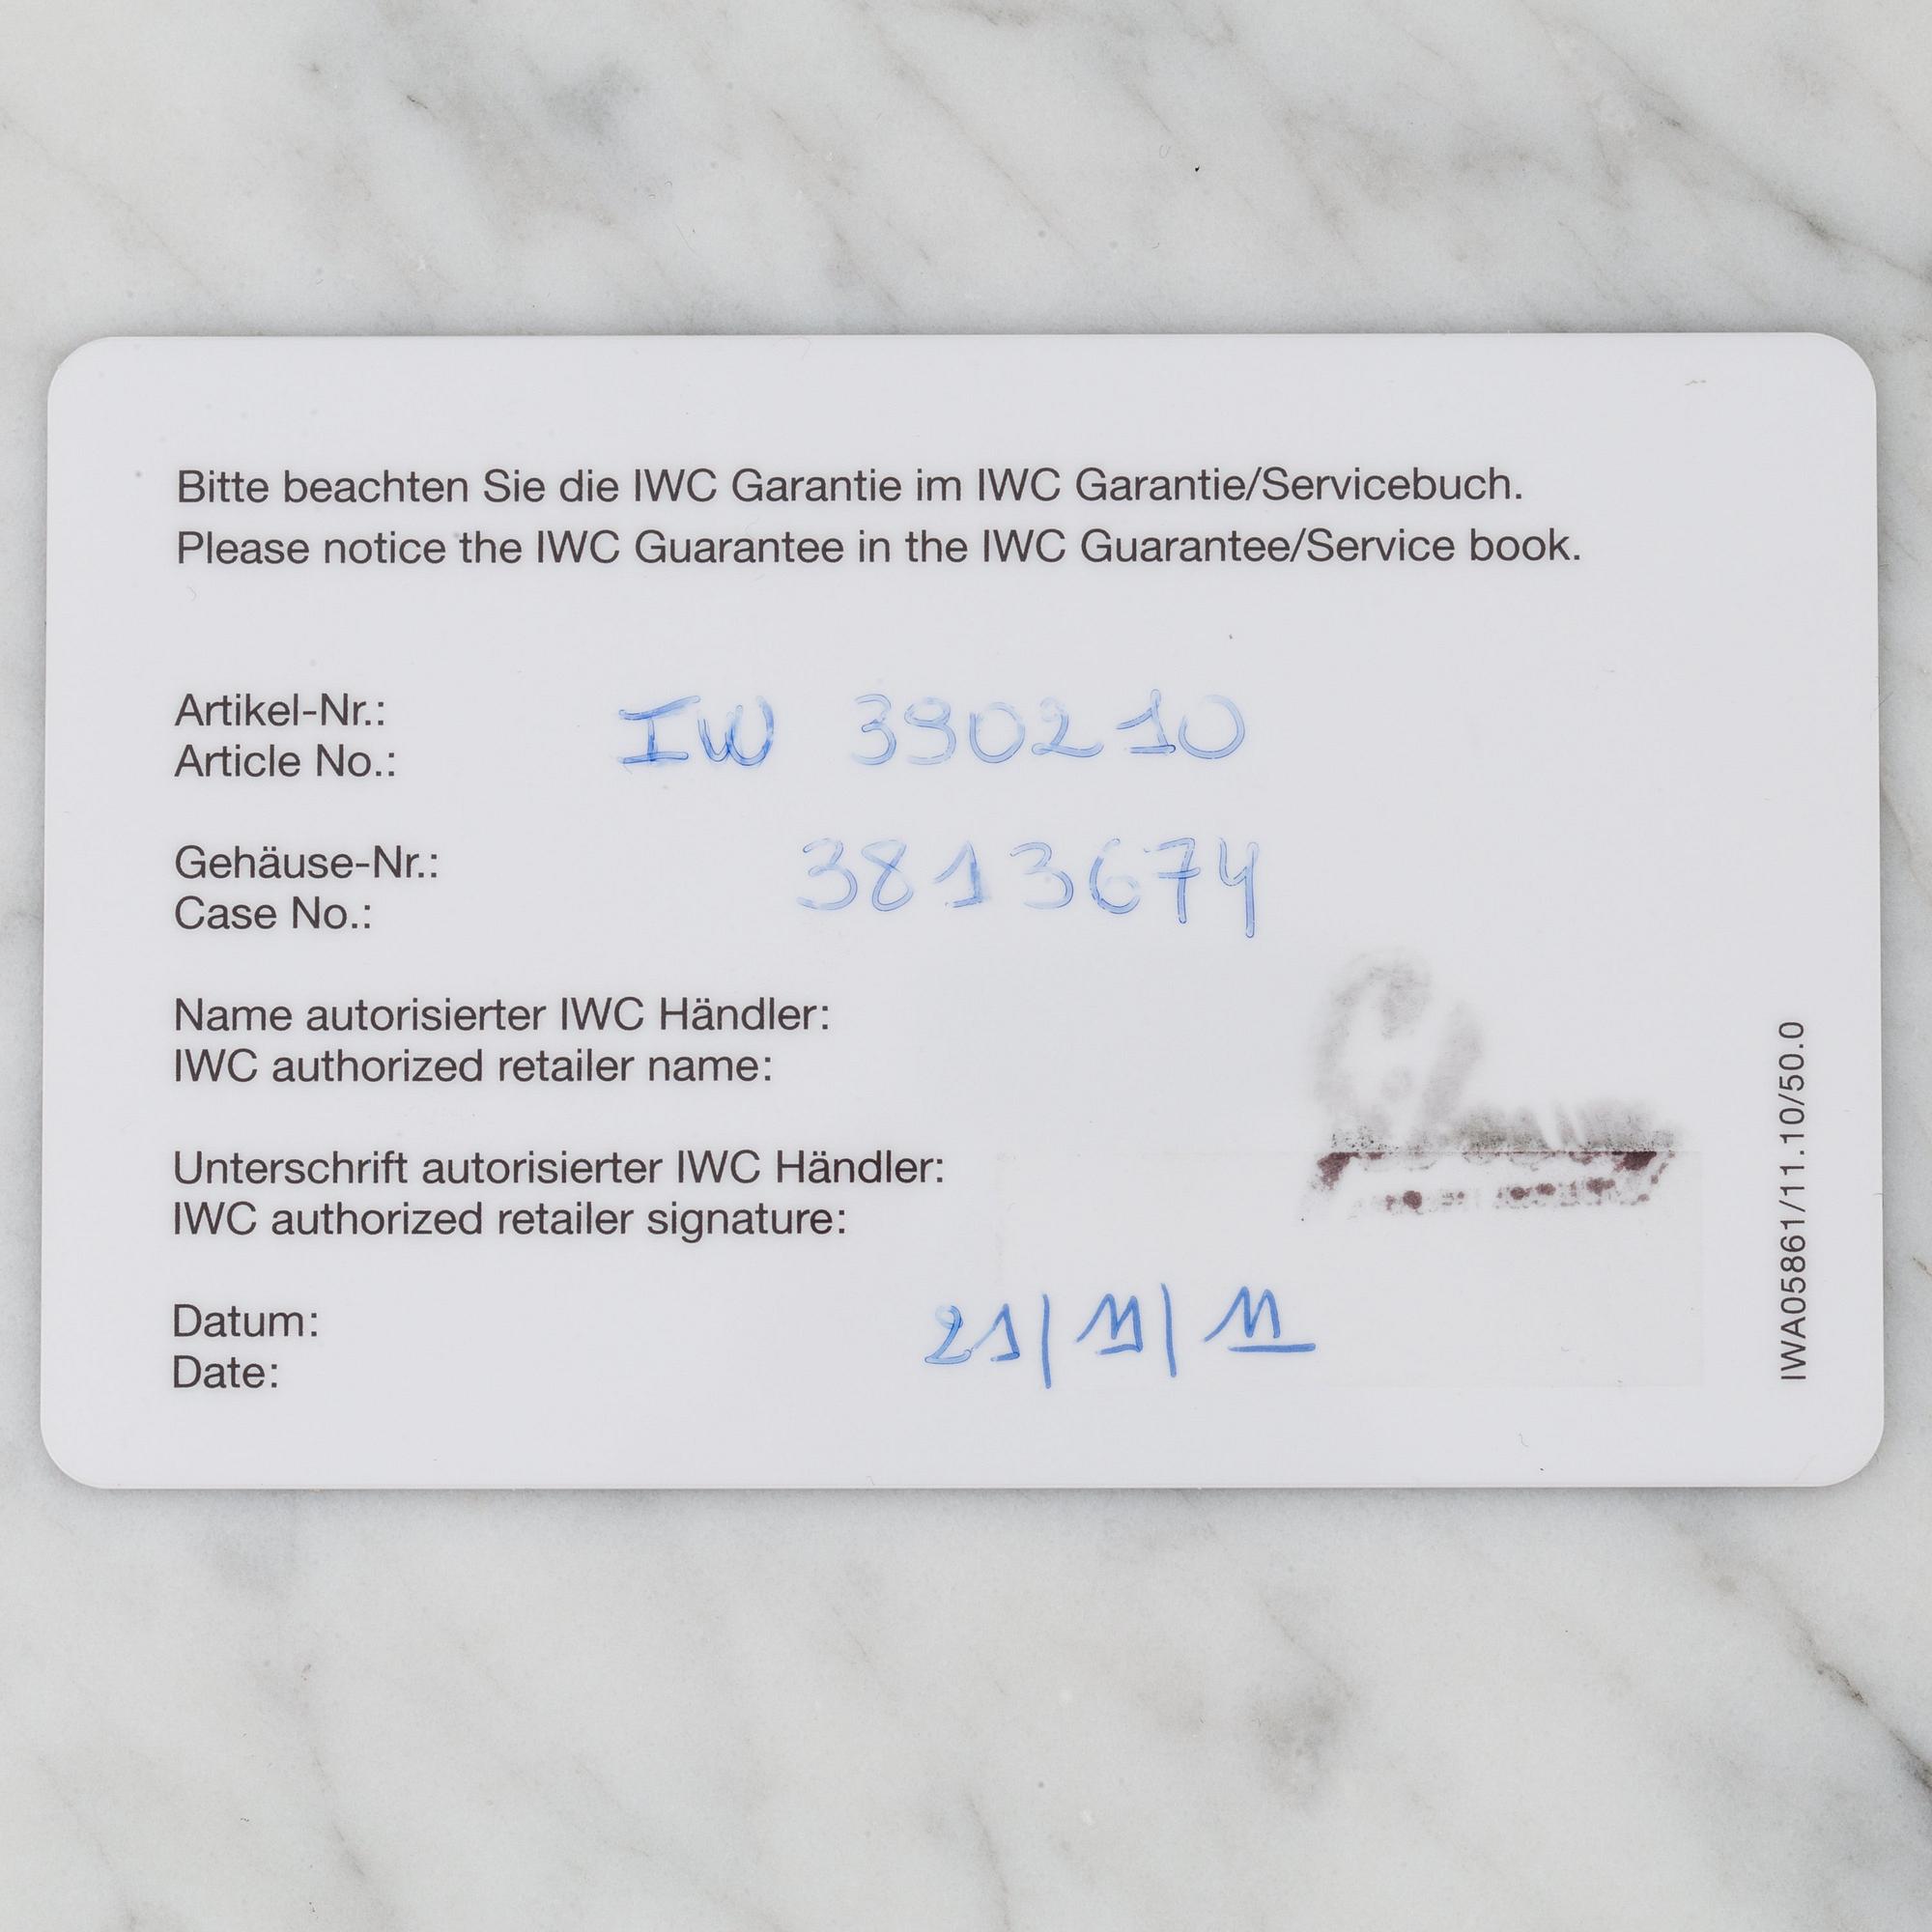 Bitte beachten Sie die IWC Garantie im IWC Garantie/Servicebuch.
Please notice the IWC Guarantee in the IWC Guarantee/Service book.
Artikel-Nr.:
Article No.: IW 390210
Gehäuse-Nr.:
Case No.: 3813674
Name autorisierter IWC Händler:
IWC authorized retailer name:
Unterschrift autorisierter IWC Händler:
IWC authorized retailer signature:
Datum:
Date: 21/11/11
IWA05861/11.10/50.0